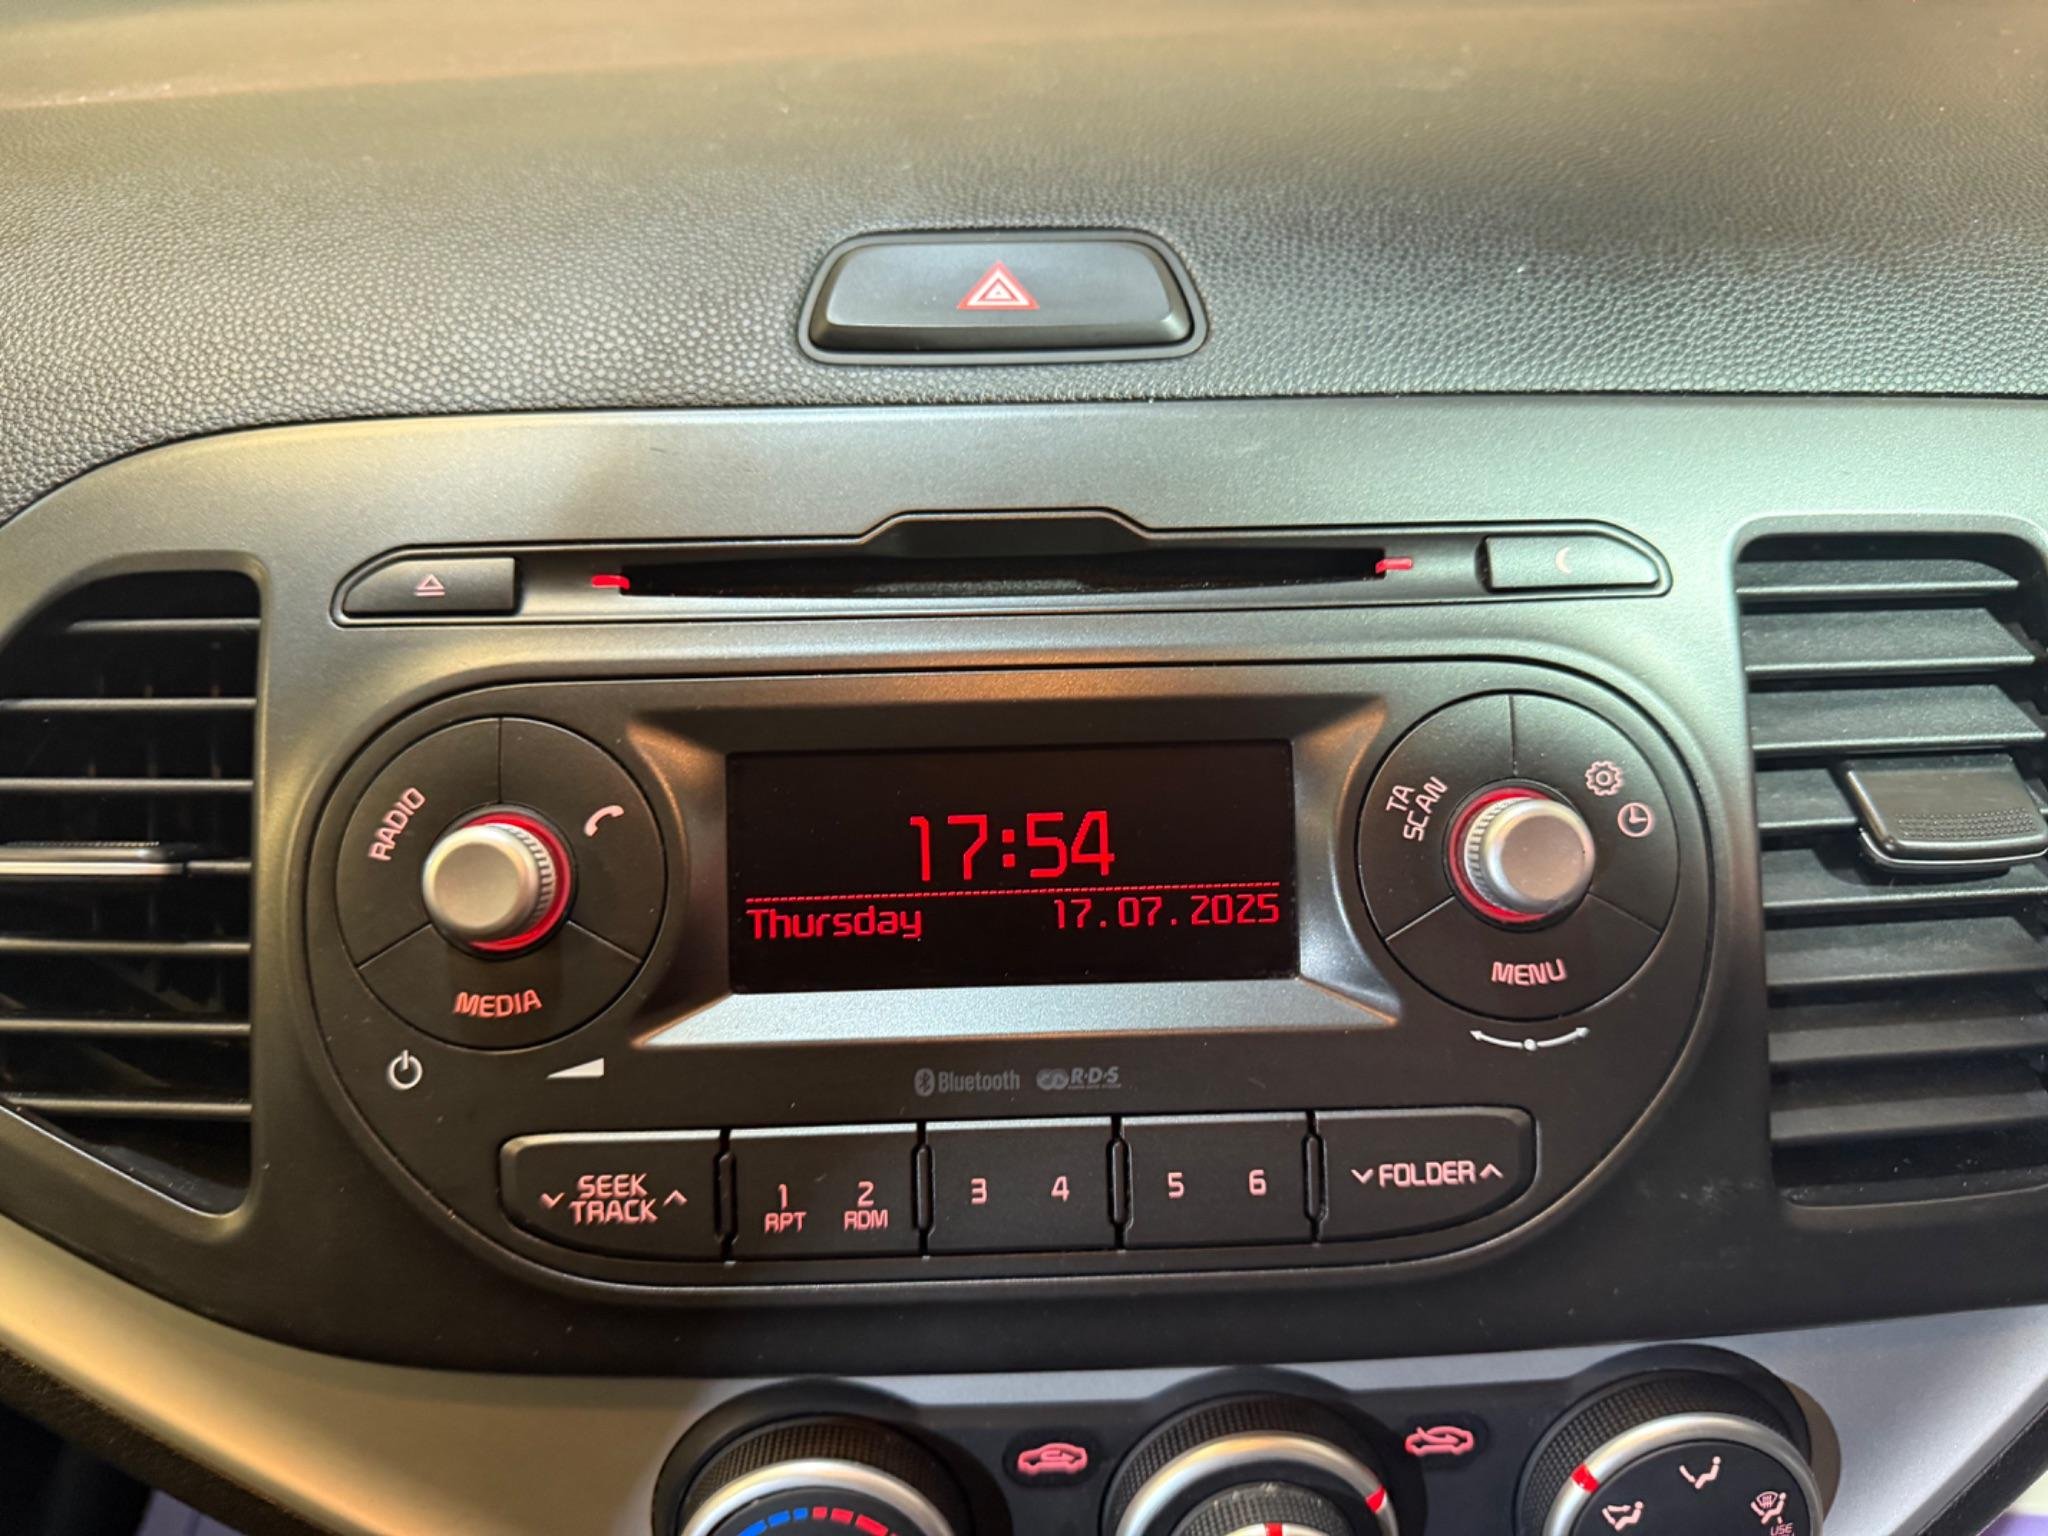 17:54
Thursday 17.07.2025
RADIO
MEDIA
TA
SCAN
MENU
Bluetooth R·D·S
SEEK
TRACK
1
RPT
2
RDM
3 4
5 6
FOLDER
USE